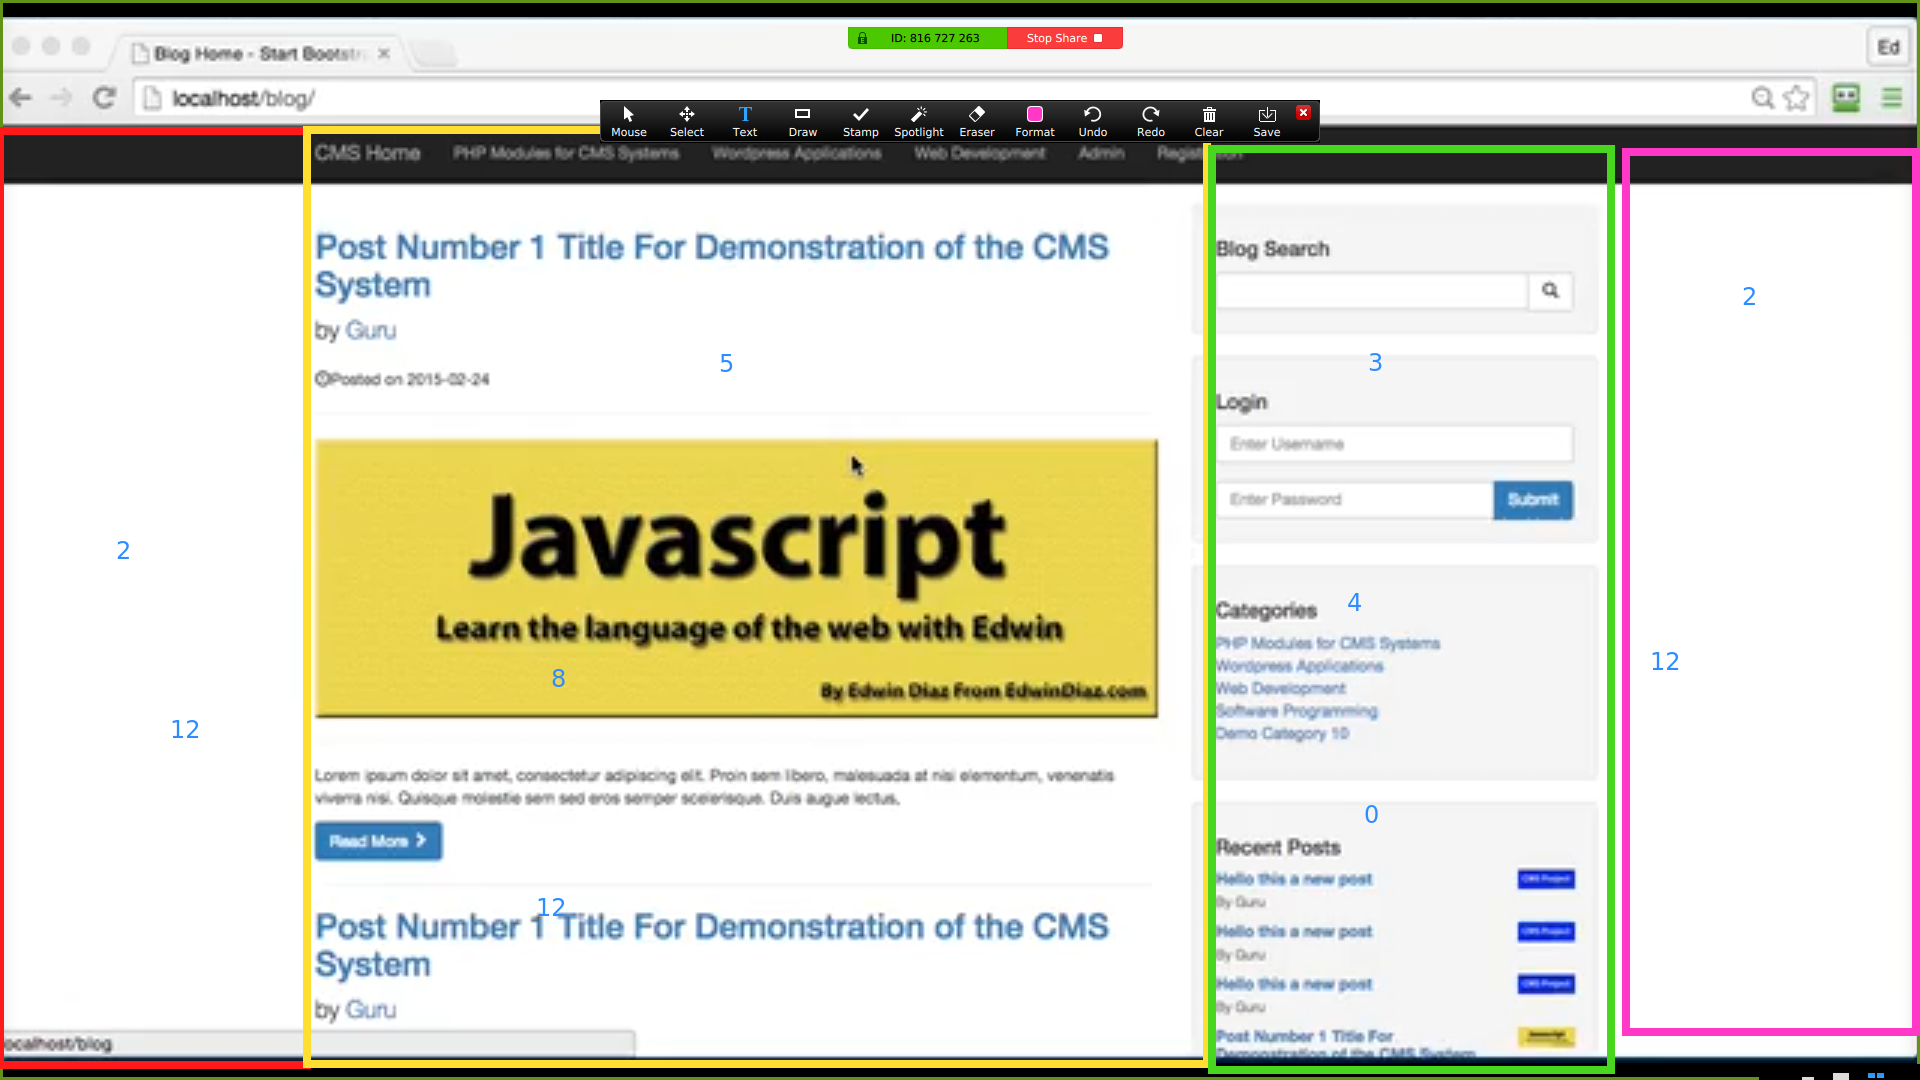 Blog Home - Start Bootstr
Ed
ID: 816 727 263
Stop Share
localhost/blog/
Mouse
Select
Text
Draw
Stamp
Spotlight
Eraser
Format
Undo
Redo
Clear
Save
CMS Home
PHP Modules for CMS Systems
Wordpress Applications
Web Development
Admin
Post Number 1 Title For Demonstration of the CMS
System
by Guru
Posted on 2015-02-24
5
Javascript
Learn the language of the web with Edwin
By Edwin Diaz From EdwinDiaz.com
8
Lorem ipsum dolor sit amet, consectetur adipiscing elit. Proin sem libero, malesuada at nisi elementum, venenatis
viverra nisi. Quisque molestie sem sed eros semper scelerisque. Duis augue lectus,
Read More
12
Post Number 1 Title For Demonstration of the CMS
System
by Guru
ocalhost/blog
2
12
Blog Search
3
Login
Enter Username
Enter Password
Submit
Categories
4
PHP Modules for CMS Systems
Wordpress Applications
Web Development
Software Programming
Demo Category 10
0
Recent Posts
Hello this a new post
By Guru
CMS Project
Hello this a new post
By Guru
CMS Project
Hello this a new post
By Guru
CMS Project
Post Number 1 Title For
Demonstration of the CMS System
Javascript
2
12